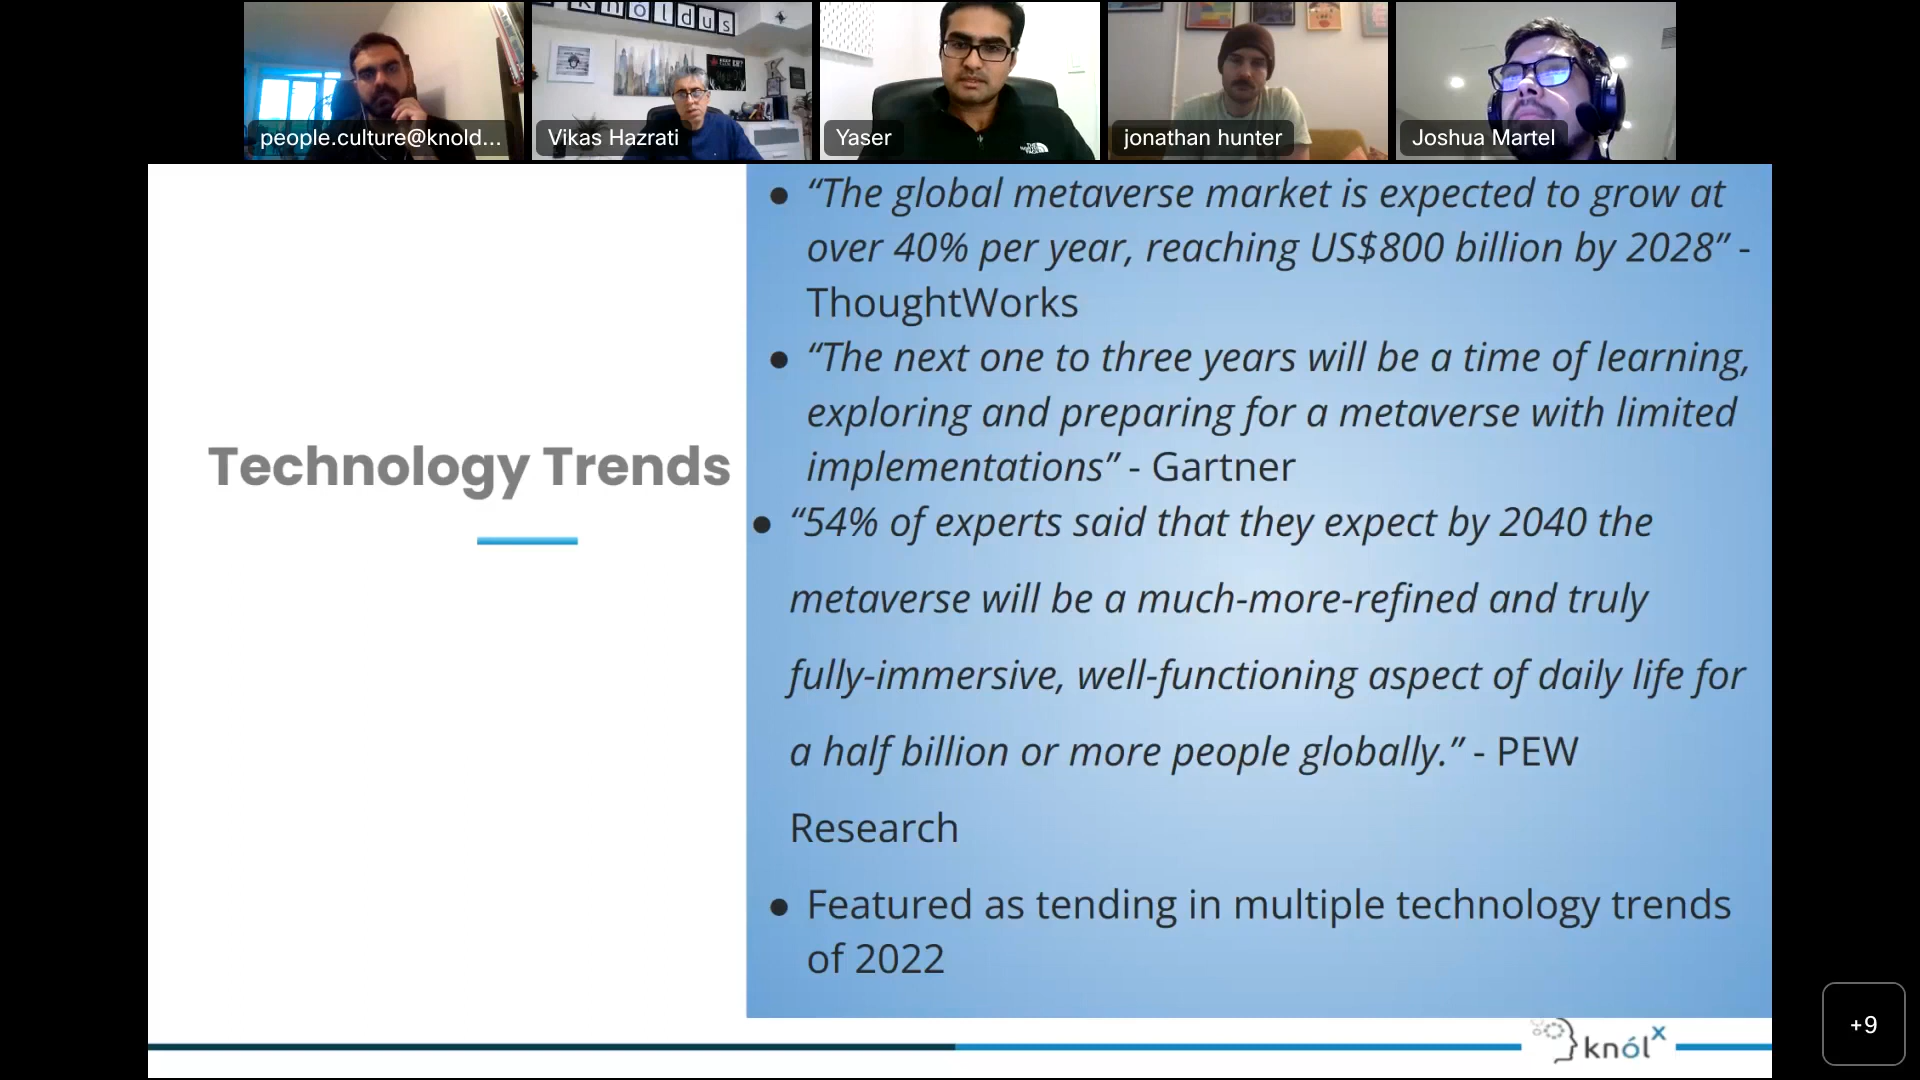 K n o l d u s
people.culture@knold...
Vikas Hazrati
Yaser
THE
NORTH
FACE
jonathan hunter
Joshua Martel
Technology Trends
● “The global metaverse market is expected to grow at
over 40% per year, reaching US$800 billion by 2028” -
ThoughtWorks
● “The next one to three years will be a time of learning,
exploring and preparing for a metaverse with limited
implementations” - Gartner
● “54% of experts said that they expect by 2040 the
metaverse will be a much-more-refined and truly
fully-immersive, well-functioning aspect of daily life for
a half billion or more people globally.” - PEW
Research
● Featured as tending in multiple technology trends
of 2022
knólx
+9